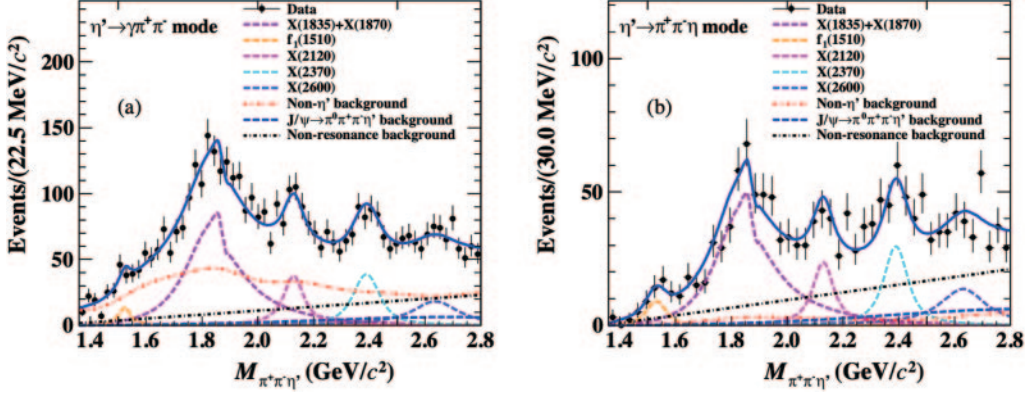 η'→γπ⁺π⁻ mode
Data
X(1835)+X(1870)
f₁(1510)
X(2120)
X(2370)
X(2600)
Non-η' background
J/ψ→π⁰π⁺π⁻η' background
Non-resonance background
(a)
Events/(22.5 MeV/c²)
200
150
100
50
0
1.4 1.6 1.8 2.0 2.2 2.4 2.6 2.8
M π⁺π⁻η' (GeV/c²)
η'→π⁺π⁻η mode
Data
X(1835)+X(1870)
f₁(1510)
X(2120)
X(2370)
X(2600)
Non-η' background
J/ψ→π⁰π⁺π⁻η' background
Non-resonance background
(b)
Events/(30.0 MeV/c²)
100
50
0
1.4 1.6 1.8 2.0 2.2 2.4 2.6 2.8
M π⁺π⁻η' (GeV/c²)